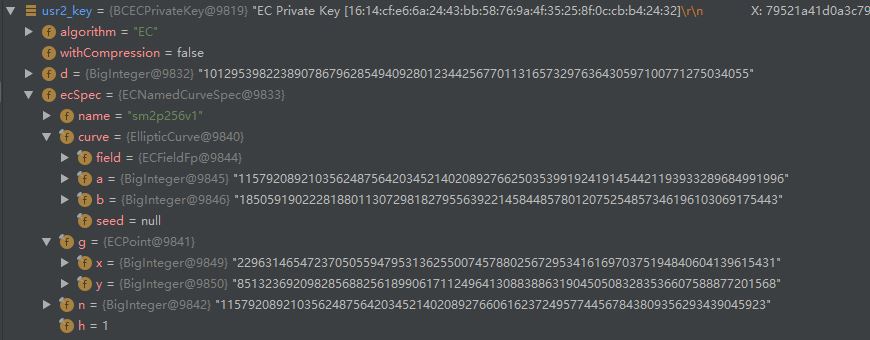 usr2_key = {BCECPrivateKey@9819} "EC Private Key [16:14:cf:e6:6a:24:43:bb:58:76:9a:4f:35:25:8f:0c:cb:b4:24:32]\r\n X: 79521a41d0a3c79
algorithm = "EC"
withCompression = false
d = {BigInteger@9832} "101295398223890786796285494092801234425677011316573297636430597100771275034055"
ecSpec = {ECNamedCurveSpec@9833}
name = "sm2p256v1"
curve = {EllipticCurve@9840}
field = {ECFieldFp@9844}
a = {BigInteger@9845} "115792089210356248756420345214020892766250353991924191454421193933289684991996"
b = {BigInteger@9846} "18505919022281880113072981827955639221458448578012075254857346196103069175443"
seed = null
g = {ECPoint@9841}
x = {BigInteger@9849} "22963146547237050559479531362550074578802567295341616970375194840604139615431"
y = {BigInteger@9850} "85132369209828568825618990617112496413088388631904505083283536607588877201568"
n = {BigInteger@9842} "115792089210356248756420345214020892766061623724957744567843809356293439045923"
h = 1